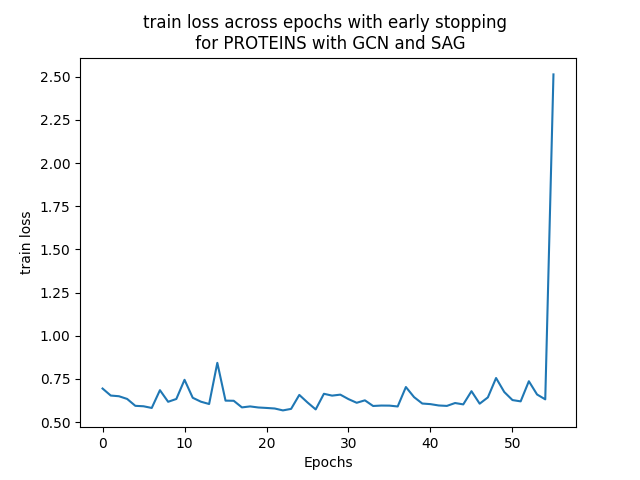 train loss across epochs with early stopping
for PROTEINS with GCN and SAG
2.50
2.25
2.00
1.75
1.50
1.25
1.00
0.75
0.50
train loss
0 10 20 30 40 50
Epochs